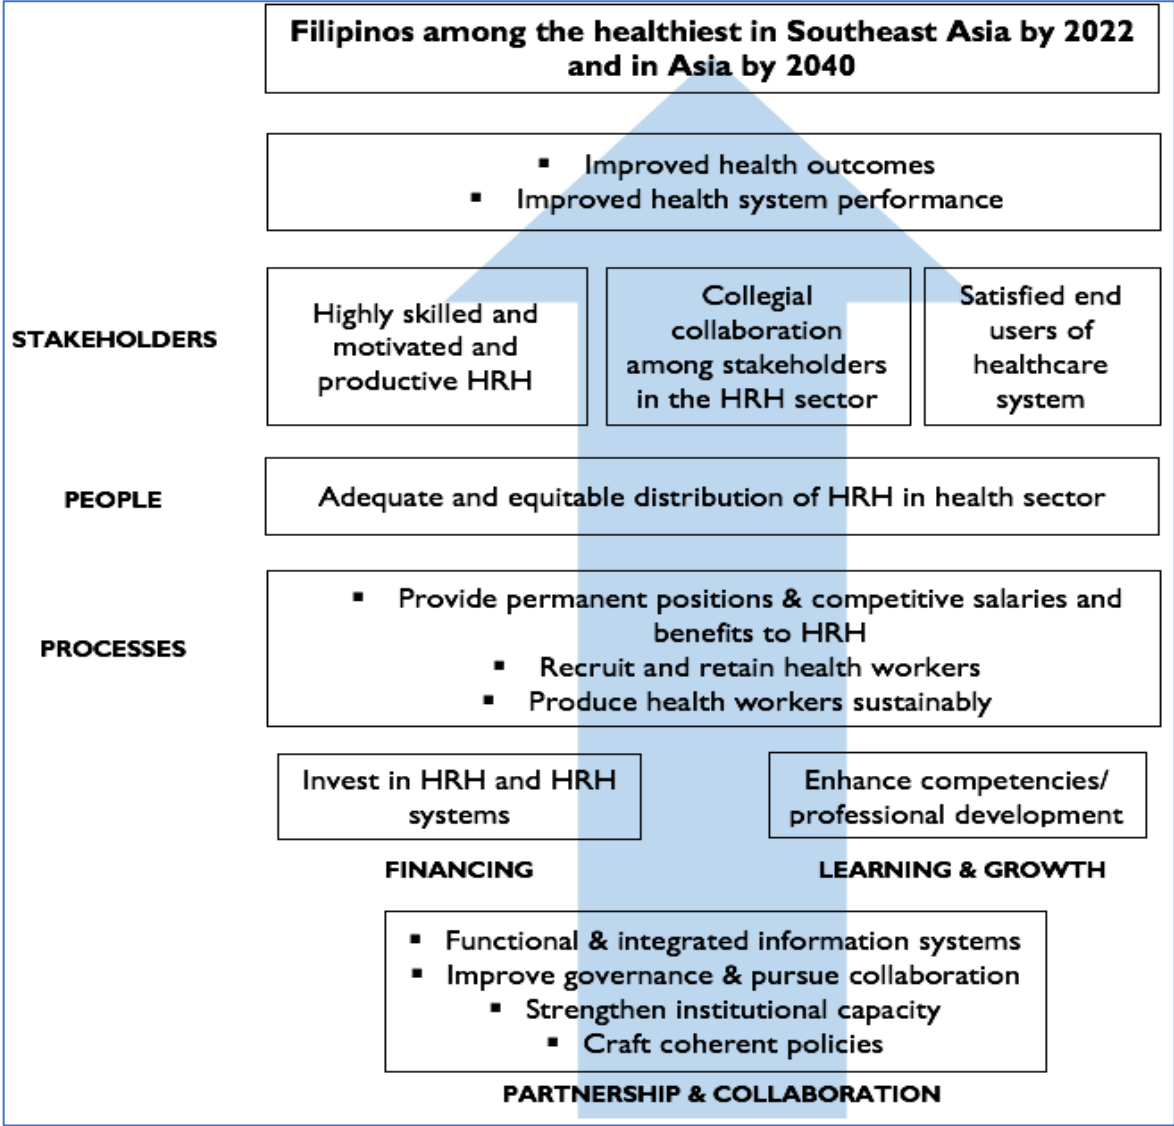 Filipinos among the healthiest in Southeast Asia by 2022
and in Asia by 2040
▪ Improved health outcomes
▪ Improved health system performance
STAKEHOLDERS
Highly skilled and
motivated and
productive HRH
Collegial
collaboration
among stakeholders
in the HRH sector
Satisfied end
users of
healthcare
system
PEOPLE
Adequate and equitable distribution of HRH in health sector
PROCESSES
▪ Provide permanent positions & competitive salaries and
benefits to HRH
▪ Recruit and retain health workers
▪ Produce health workers sustainably
Invest in HRH and HRH
systems
FINANCING
Enhance competencies/
professional development
LEARNING & GROWTH
▪ Functional & integrated information systems
▪ Improve governance & pursue collaboration
▪ Strengthen institutional capacity
▪ Craft coherent policies
PARTNERSHIP & COLLABORATION